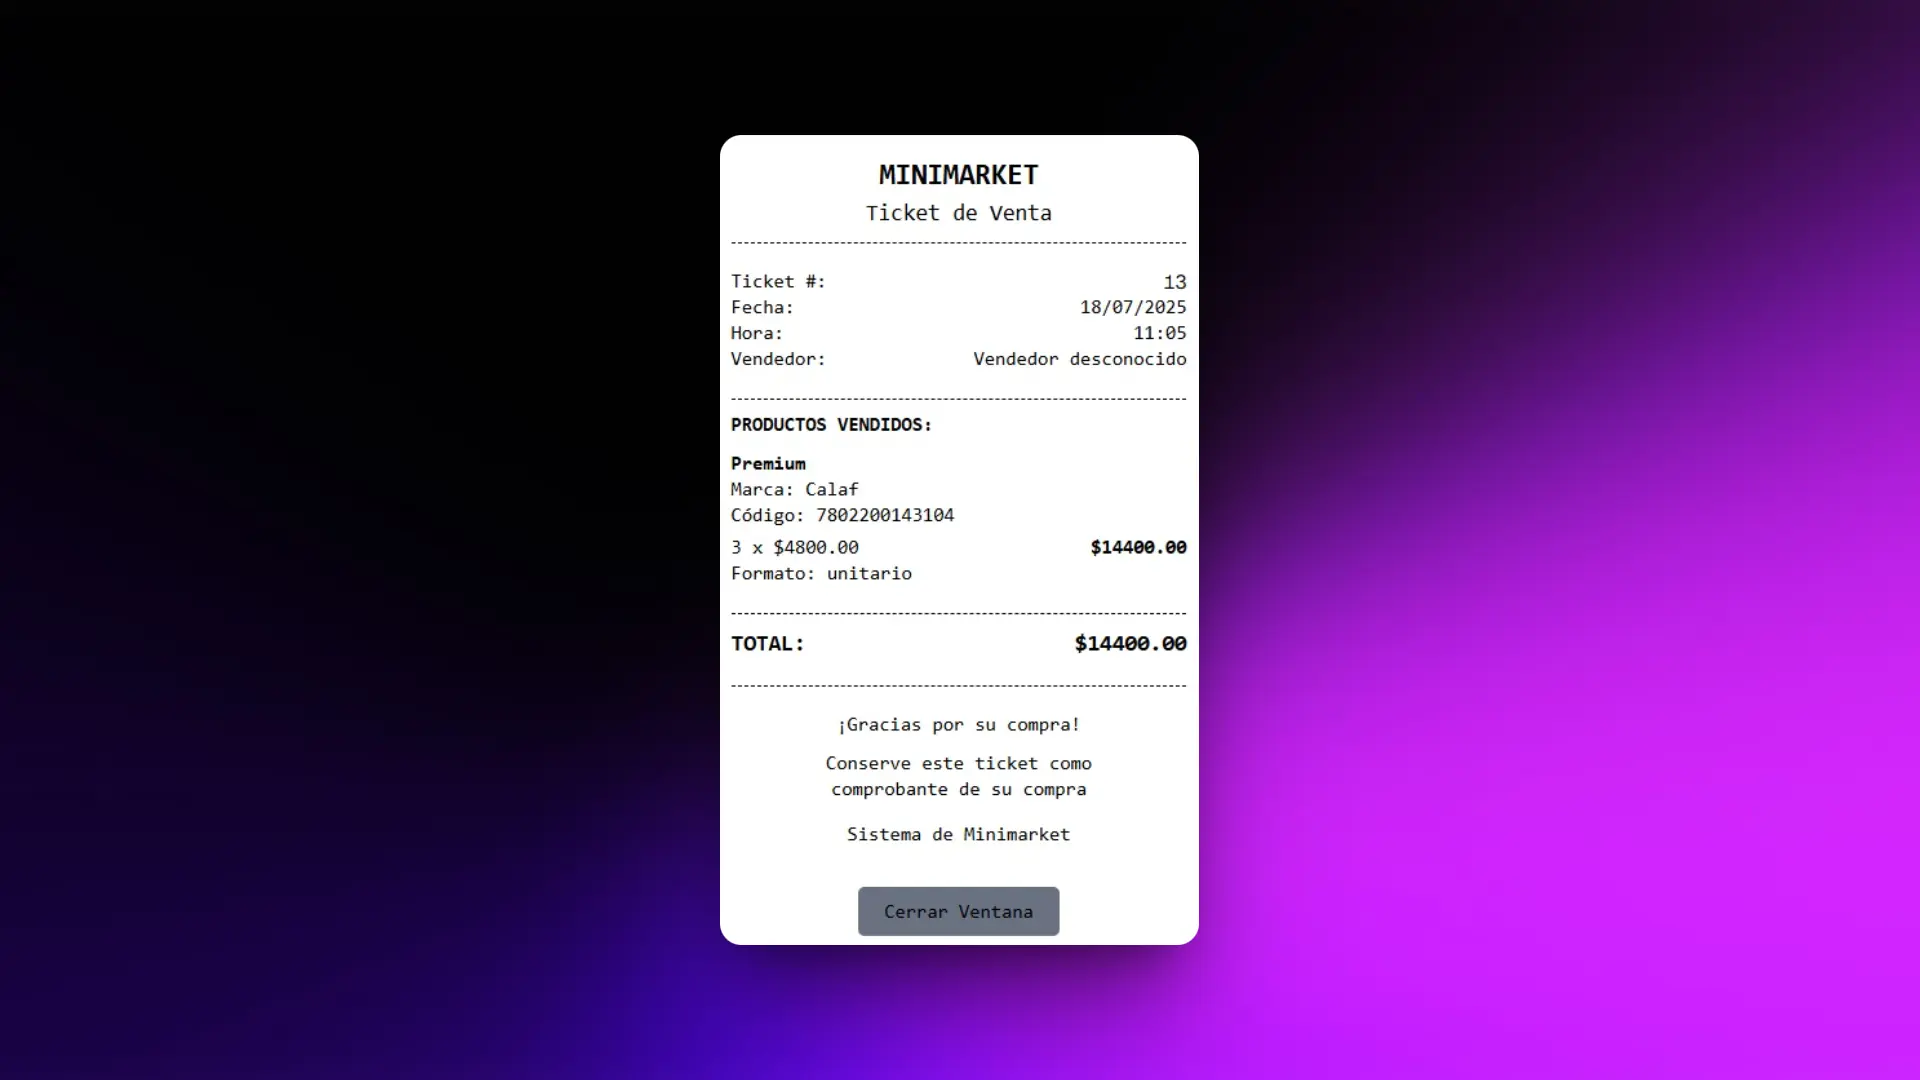 MINIMARKET
Ticket de Venta
--------------------------------------------------------------------------------
Ticket #: 13
Fecha: 18/07/2025
Hora: 11:05
Vendedor: Vendedor desconocido
--------------------------------------------------------------------------------
PRODUCTOS VENDIDOS:
Premium
Marca: Calaf
Código: 7802200143104
3 x $4800.00 $14400.00
Formato: unitario
--------------------------------------------------------------------------------
TOTAL: $14400.00
--------------------------------------------------------------------------------
¡Gracias por su compra!
Conserve este ticket como
comprobante de su compra
Sistema de Minimarket
Cerrar Ventana